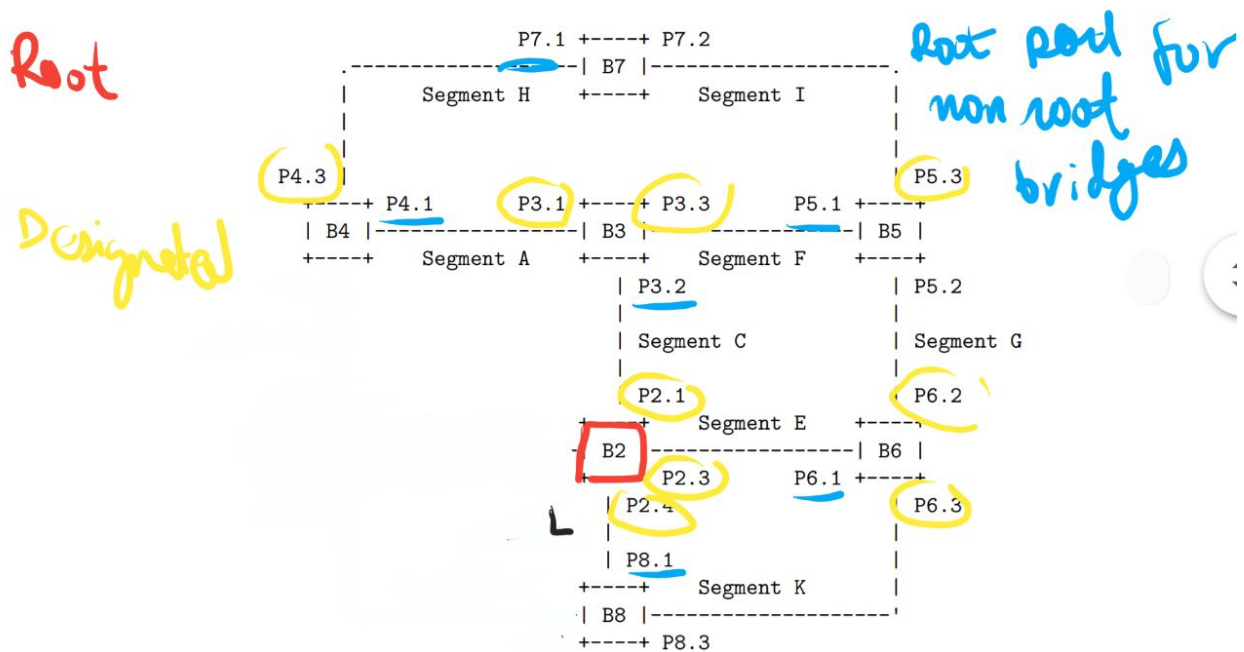 P7.1 +----+ P7.2
.---------------| B7 |---------------.
| Segment H +----+ Segment I |
Root
Root port for
non root
bridges
P4.3 | | P5.3
+----+ P4.1 P3.1 +----+ P3.3 P5.1 +----+
| B4 |---------------| B3 |---------------| B5 |
+----+ Segment A +----+ Segment F +----+
Designated
| P3.2 | P5.2
| Segment C | Segment G
| P2.1 | P6.2
+----+ Segment E +----+
-| B2 |---------------| B6 |
+----+ P2.3 P6.1 +----+
| P2.4 | P6.3
L
| P8.1 |
+----+ Segment K |
| B8 |---------------'
+----+ P8.3